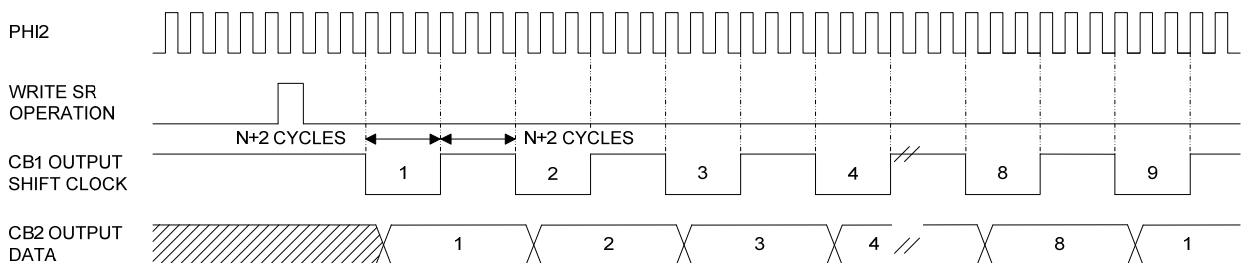 PHI2
WRITE SR
OPERATION
N+2 CYCLES N+2 CYCLES
CB1 OUTPUT
SHIFT CLOCK
1 2 3 4 8 9
CB2 OUTPUT
DATA
1 2 3 4 8 1